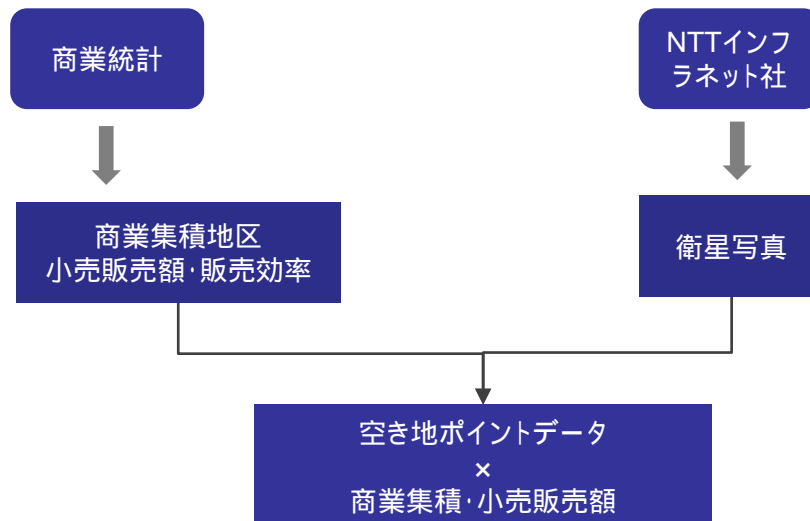 商業統計
NTTインフ
ラネット社
商業集積地区
小売販売額・販売効率
衛星写真
空き地ポイントデータ
×
商業集積・小売販売額